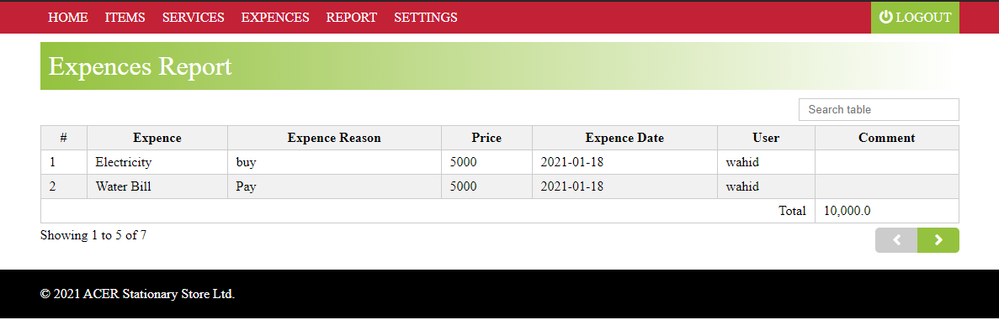 HOME ITEMS SERVICES EXPENCES REPORT SETTINGS LOGOUT
Expences Report
Search table
# Expence Expence Reason Price Expence Date User Comment
1 Electricity buy 5000 2021-01-18 wahid
2 Water Bill Pay 5000 2021-01-18 wahid
Total 10,000.0
Showing 1 to 5 of 7
© 2021 ACER Stationary Store Ltd.